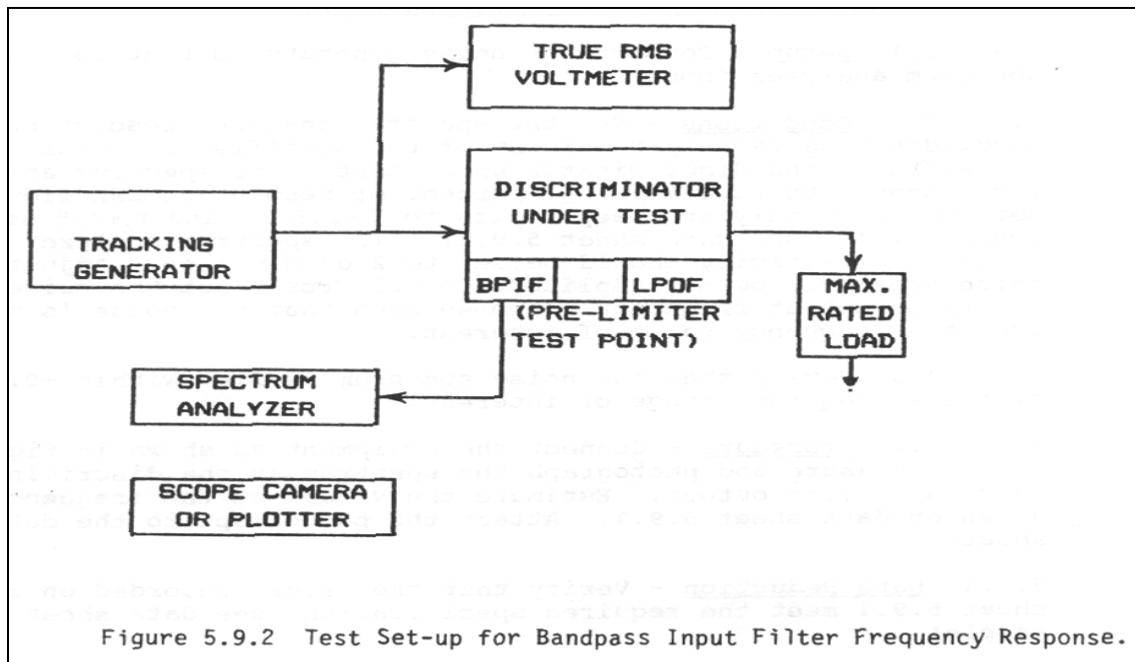 TRUE RMS
VOLTMETER
DISCRIMINATOR
UNDER TEST
TRACKING
GENERATOR
BPIF
LPOF
MAX.
RATED
LOAD
(PRE-LIMITER
TEST POINT)
SPECTRUM
ANALYZER
SCOPE CAMERA
OR PLOTTER
Figure 5.9.2 Test Set-up for Bandpass Input Filter Frequency Response.